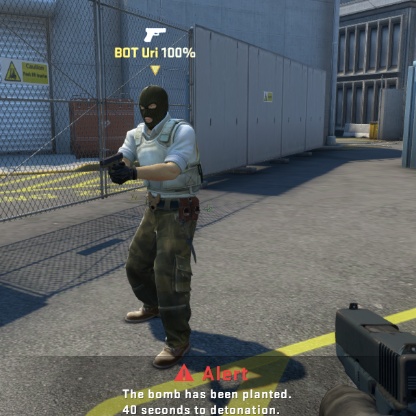 BOT Uri 100%
Alert
The bomb has been planted.
40 seconds to detonation.